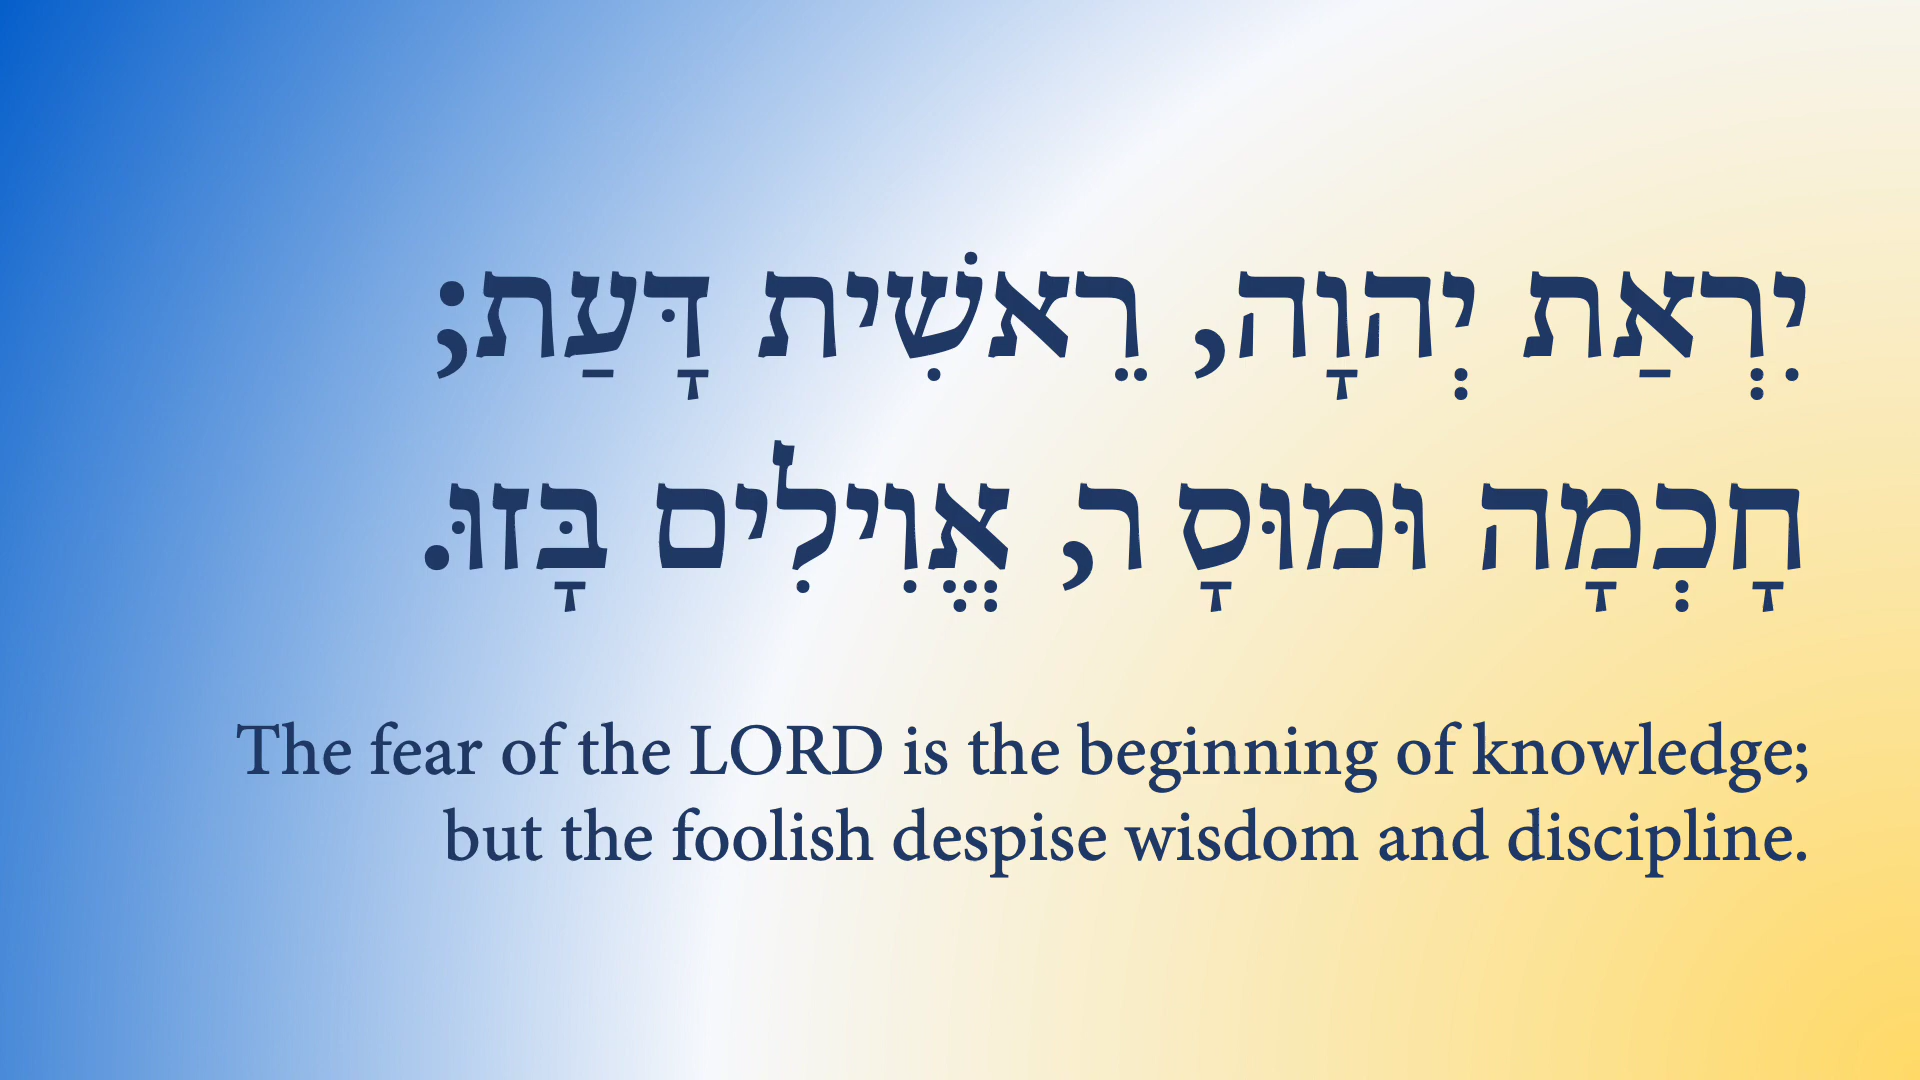 יִרְאַת יְהוָה, רֵאשִׁית דָּעַת;
חָכְמָה וּמוּסָ ר, אֱוִילִים בָּזוּ.
The fear of the LORD is the beginning of knowledge;
but the foolish despise wisdom and discipline.